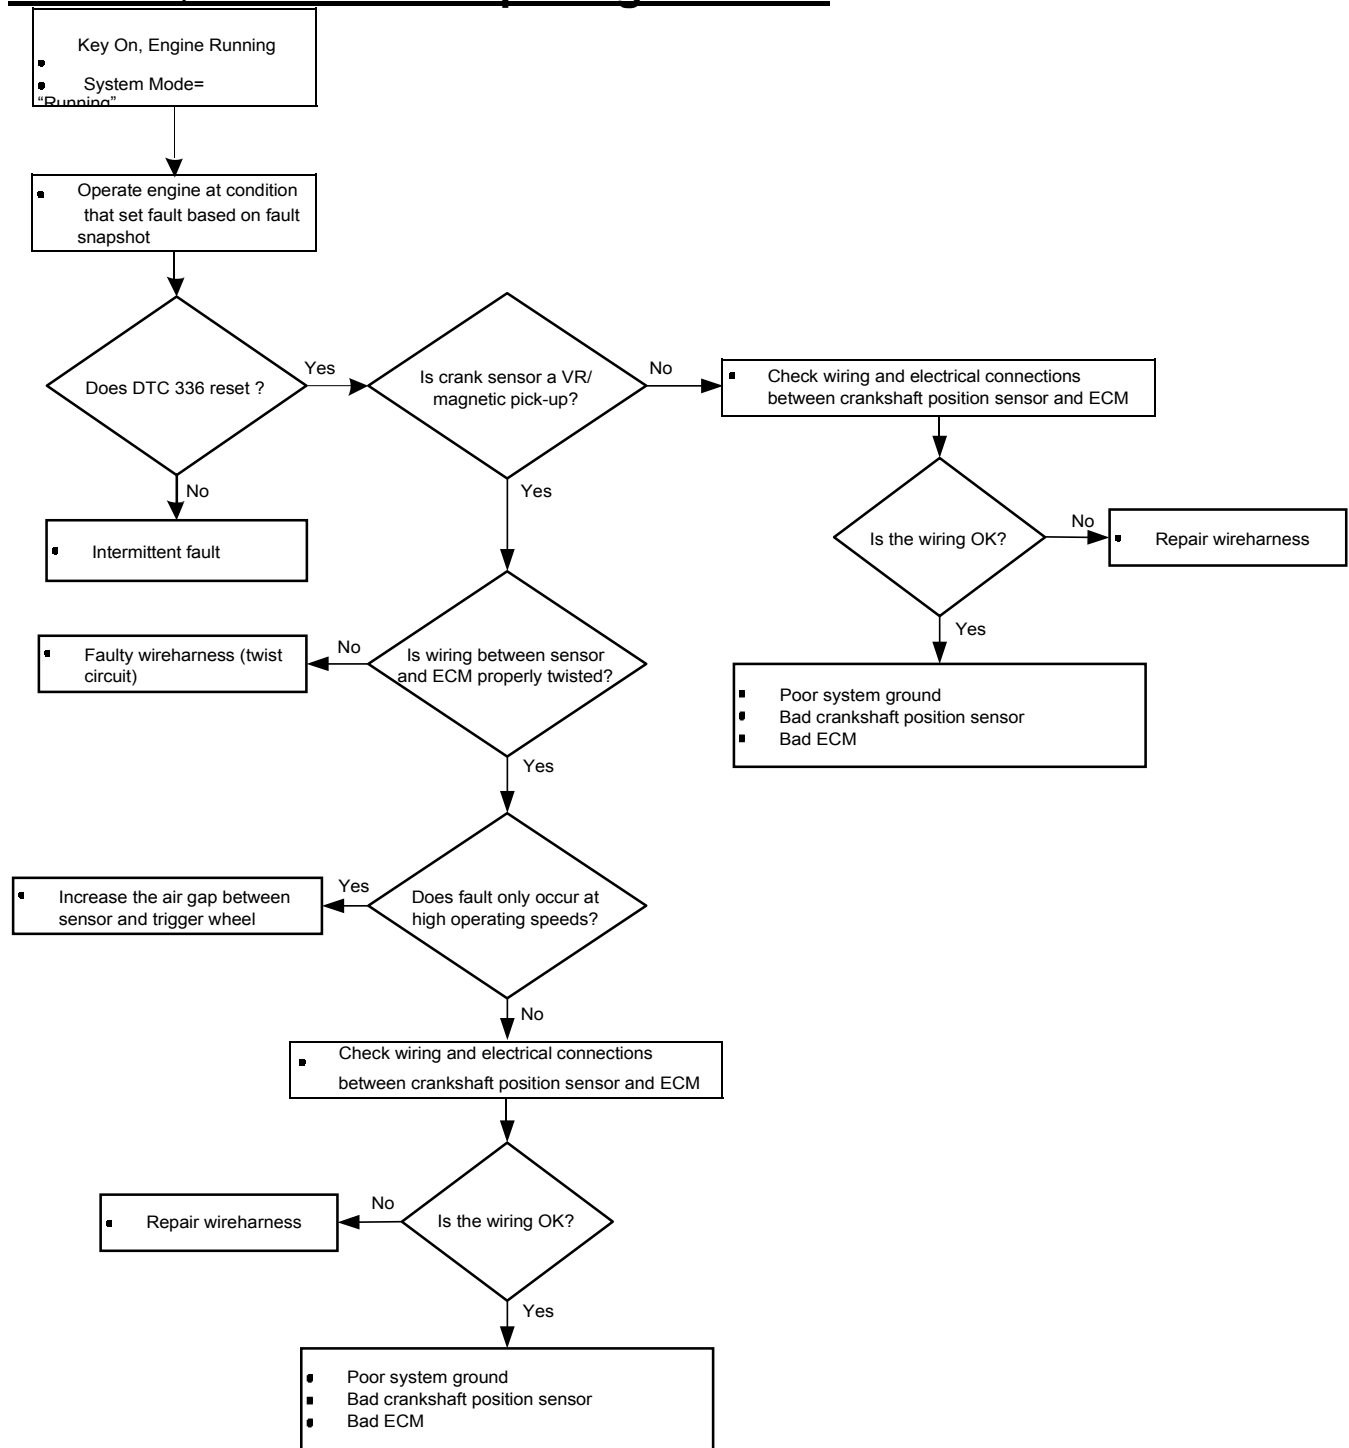 Key On, Engine Running
System Mode=
“Running”
Operate engine at condition
that set fault based on fault
snapshot
Does DTC 336 reset ?
Yes
Is crank sensor a VR/
magnetic pick-up?
No
Check wiring and electrical connections
between crankshaft position sensor and ECM
No
Intermittent fault
Yes
Is the wiring OK?
No
Repair wireharness
Yes
Poor system ground
Bad crankshaft position sensor
Bad ECM
Is wiring between sensor
and ECM properly twisted?
No
Faulty wireharness (twist
circuit)
Yes
Does fault only occur at
high operating speeds?
Yes
Increase the air gap between
sensor and trigger wheel
No
Check wiring and electrical connections
between crankshaft position sensor and ECM
Is the wiring OK?
No
Repair wireharness
Yes
Poor system ground
Bad crankshaft position sensor
Bad ECM